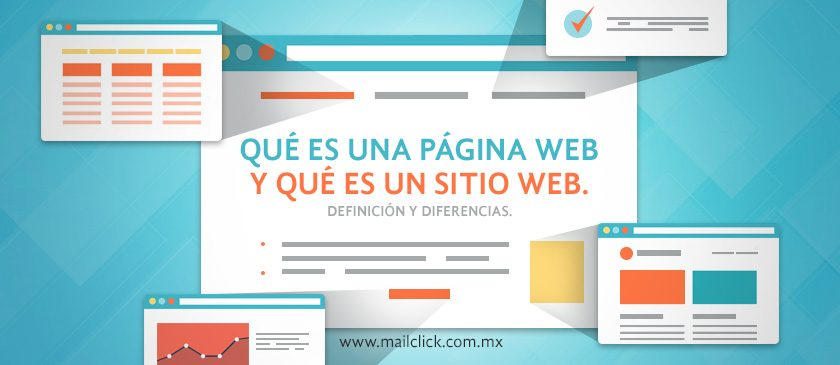 QUÉ ES UNA PÁGINA WEB
Y QUÉ ES UN SITIO WEB.
DEFINICIÓN Y DIFERENCIAS.
www.mailclick.com.mx